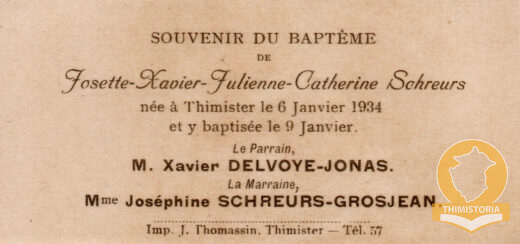 SOUVENIR DU BAPTÊME
DE
Josette-Xavier-Julienne-Catherine Schreurs
née à Thimister le 6 Janvier 1934
et y baptisée le 9 Janvier.
Le Parrain,
M. Xavier DELVOYE-JONAS.
La Marraine,
Mme Joséphine SCHREURS-GROSJEAN
Imp. J. Thomassin, Thimister — Tél. 57
THIMISTORIA